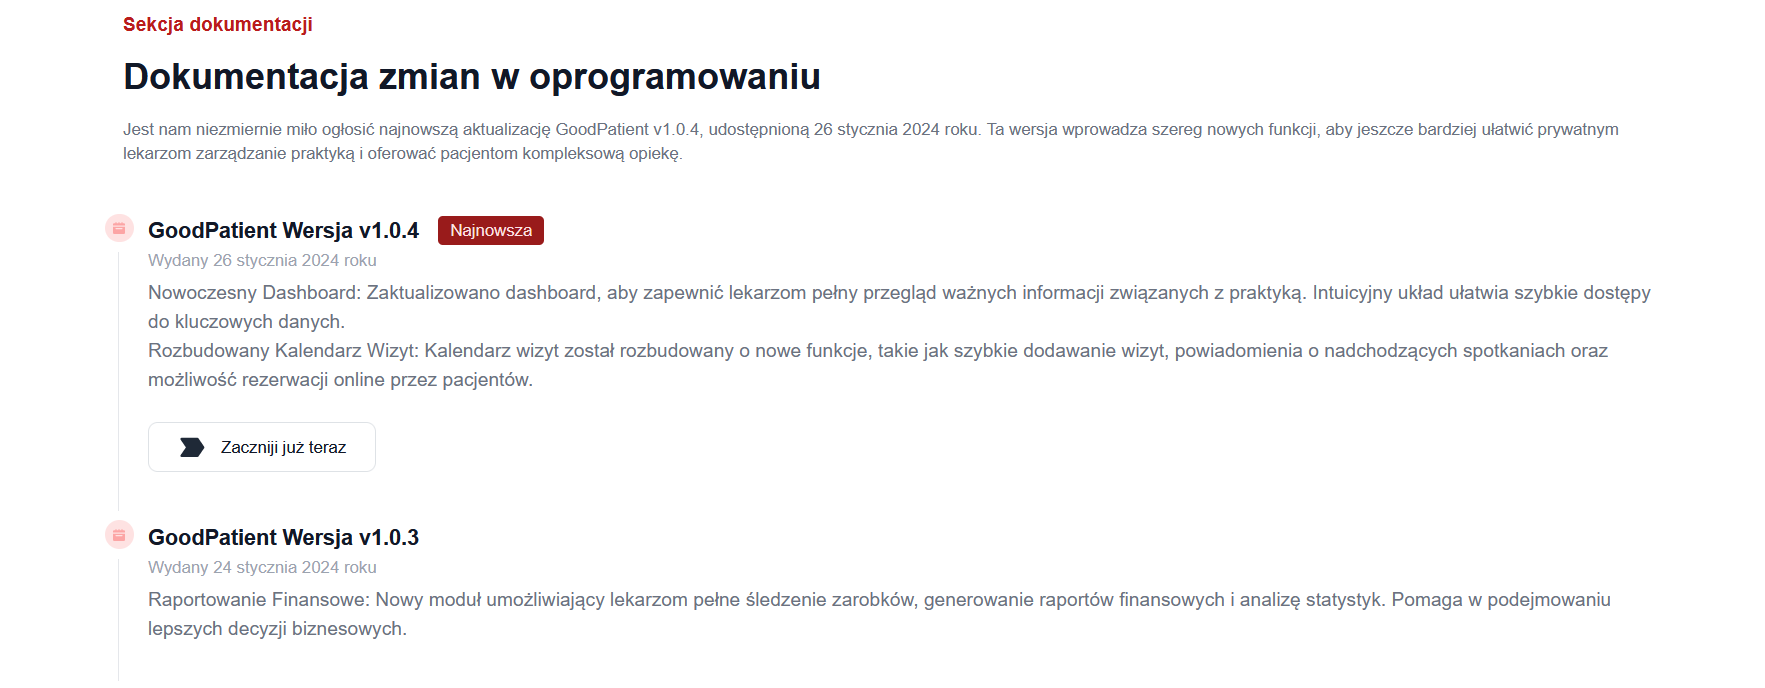 Sekcja dokumentacji
Dokumentacja zmian w oprogramowaniu
Jest nam niezmiernie miło ogłosić najnowszą aktualizację GoodPatient v1.0.4, udostępnioną 26 stycznia 2024 roku. Ta wersja wprowadza szereg nowych funkcji, aby jeszcze bardziej ułatwić prywatnym
lekarzom zarządzanie praktyką i oferować pacjentom kompleksową opiekę.
GoodPatient Wersja v1.0.4 Najnowsza
Wydany 26 stycznia 2024 roku
Nowoczesny Dashboard: Zaktualizowano dashboard, aby zapewnić lekarzom pełny przegląd ważnych informacji związanych z praktyką. Intuicyjny układ ułatwia szybkie dostępy
do kluczowych danych.
Rozbudowany Kalendarz Wizyt: Kalendarz wizyt został rozbudowany o nowe funkcje, takie jak szybkie dodawanie wizyt, powiadomienia o nadchodzących spotkaniach oraz
możliwość rezerwacji online przez pacjentów.
Zaczniji już teraz
GoodPatient Wersja v1.0.3
Wydany 24 stycznia 2024 roku
Raportowanie Finansowe: Nowy moduł umożliwiający lekarzom pełne śledzenie zarobków, generowanie raportów finansowych i analizę statystyk. Pomaga w podejmowaniu
lepszych decyzji biznesowych.